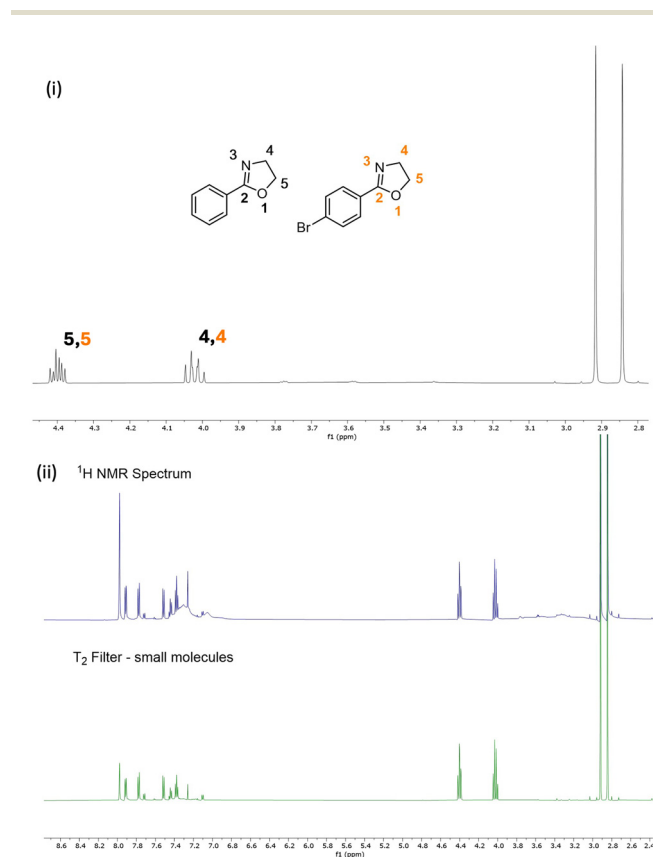 (i)
3 4 3 4
N N
5 5
O O
2 1 2 1
Br
5,5 4,4
4.4 4.3 4.2 4.1 4.0 3.9 3.8 3.7 3.6 3.5 3.4 3.3 3.2 3.1 3.0 2.9 2.8
f1 (ppm)
(ii) ¹H NMR Spectrum
T₂ Filter - small molecules
8.6 8.4 8.2 8.0 7.8 7.6 7.4 7.2 7.0 6.8 6.6 6.4 6.2 6.0 5.8 5.6 5.4 5.2 5.0 4.8 4.6 4.4 4.2 4.0 3.8 3.6 3.4 3.2 3.0 2.8 2.6 2.4
f1 (ppm)